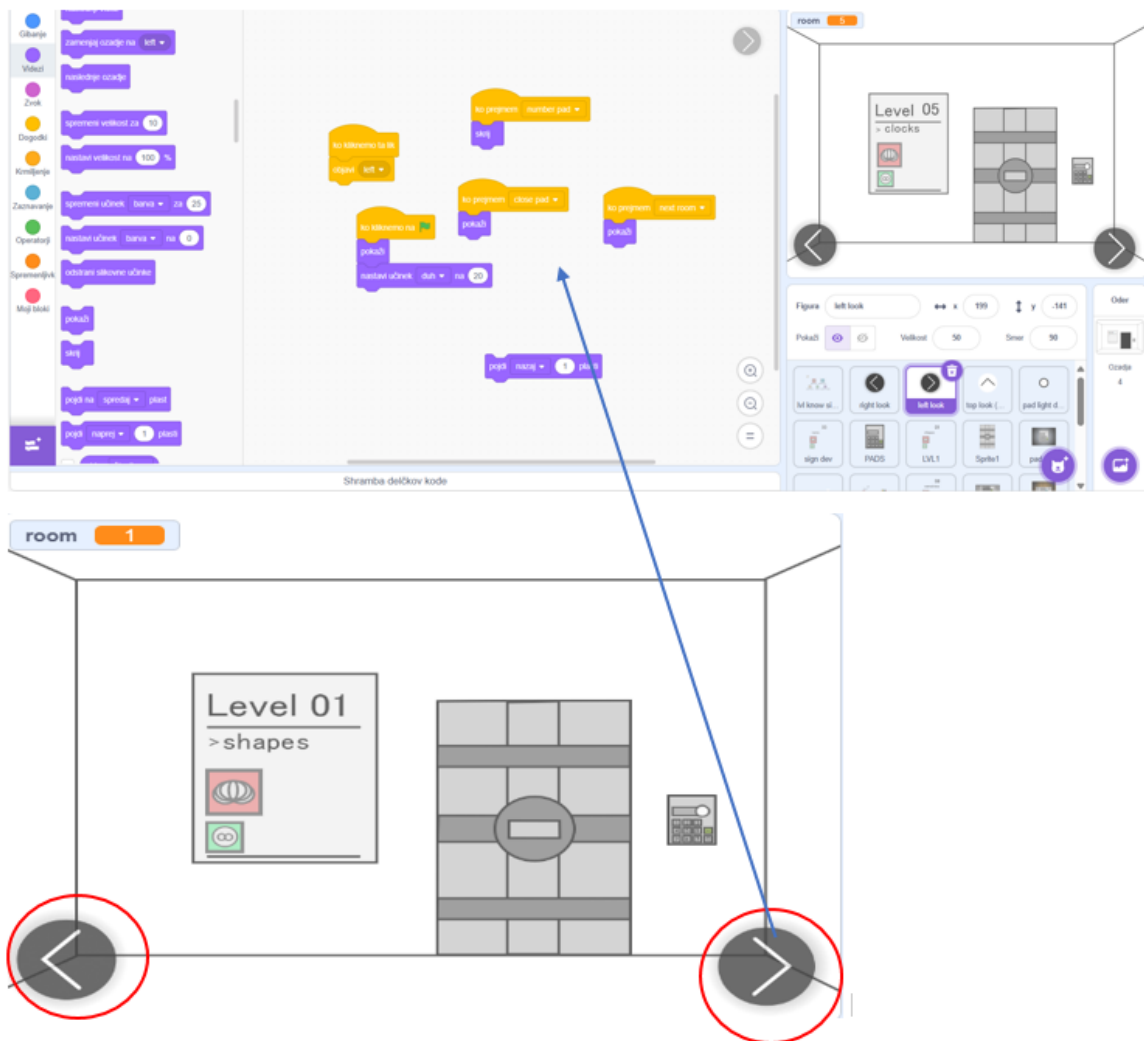 Gibanje
Videzi
Zvok
Dogodki
Krmiljenje
Zaznavanje
Operatorji
Spremenljivk
Moji bloki
zamenjaj ozadje na left
naslednje ozadje
spremeni velikost za 10
nastavi velikost na 100 %
spremeni učinek barva za 25
nastavi učinek barva na 0
odstrani slikovne učinke
pokaži
skrij
pojdi na spredaj plast
pojdi naprej 1 plasti
ko kliknemo ta lik
objavi left
ko kliknemo na
pokaži
nastavi učinek duh na 20
ko prejmem number pad
skrij
ko prejmem close pad
pokaži
ko prejmem next room
pokaži
pojdi nazaj 1 plasti
Shramba delčkov kode
room 5
Level 05
> clocks
Figura left look x 199 y -141
Pokaži Velikost 50 Smer 90
lvl know si... right look left look top look (... pad light d...
sign dev PADS LVL1 Sprite1
Oder
Ozadja
4
room 1
Level 01
>shapes